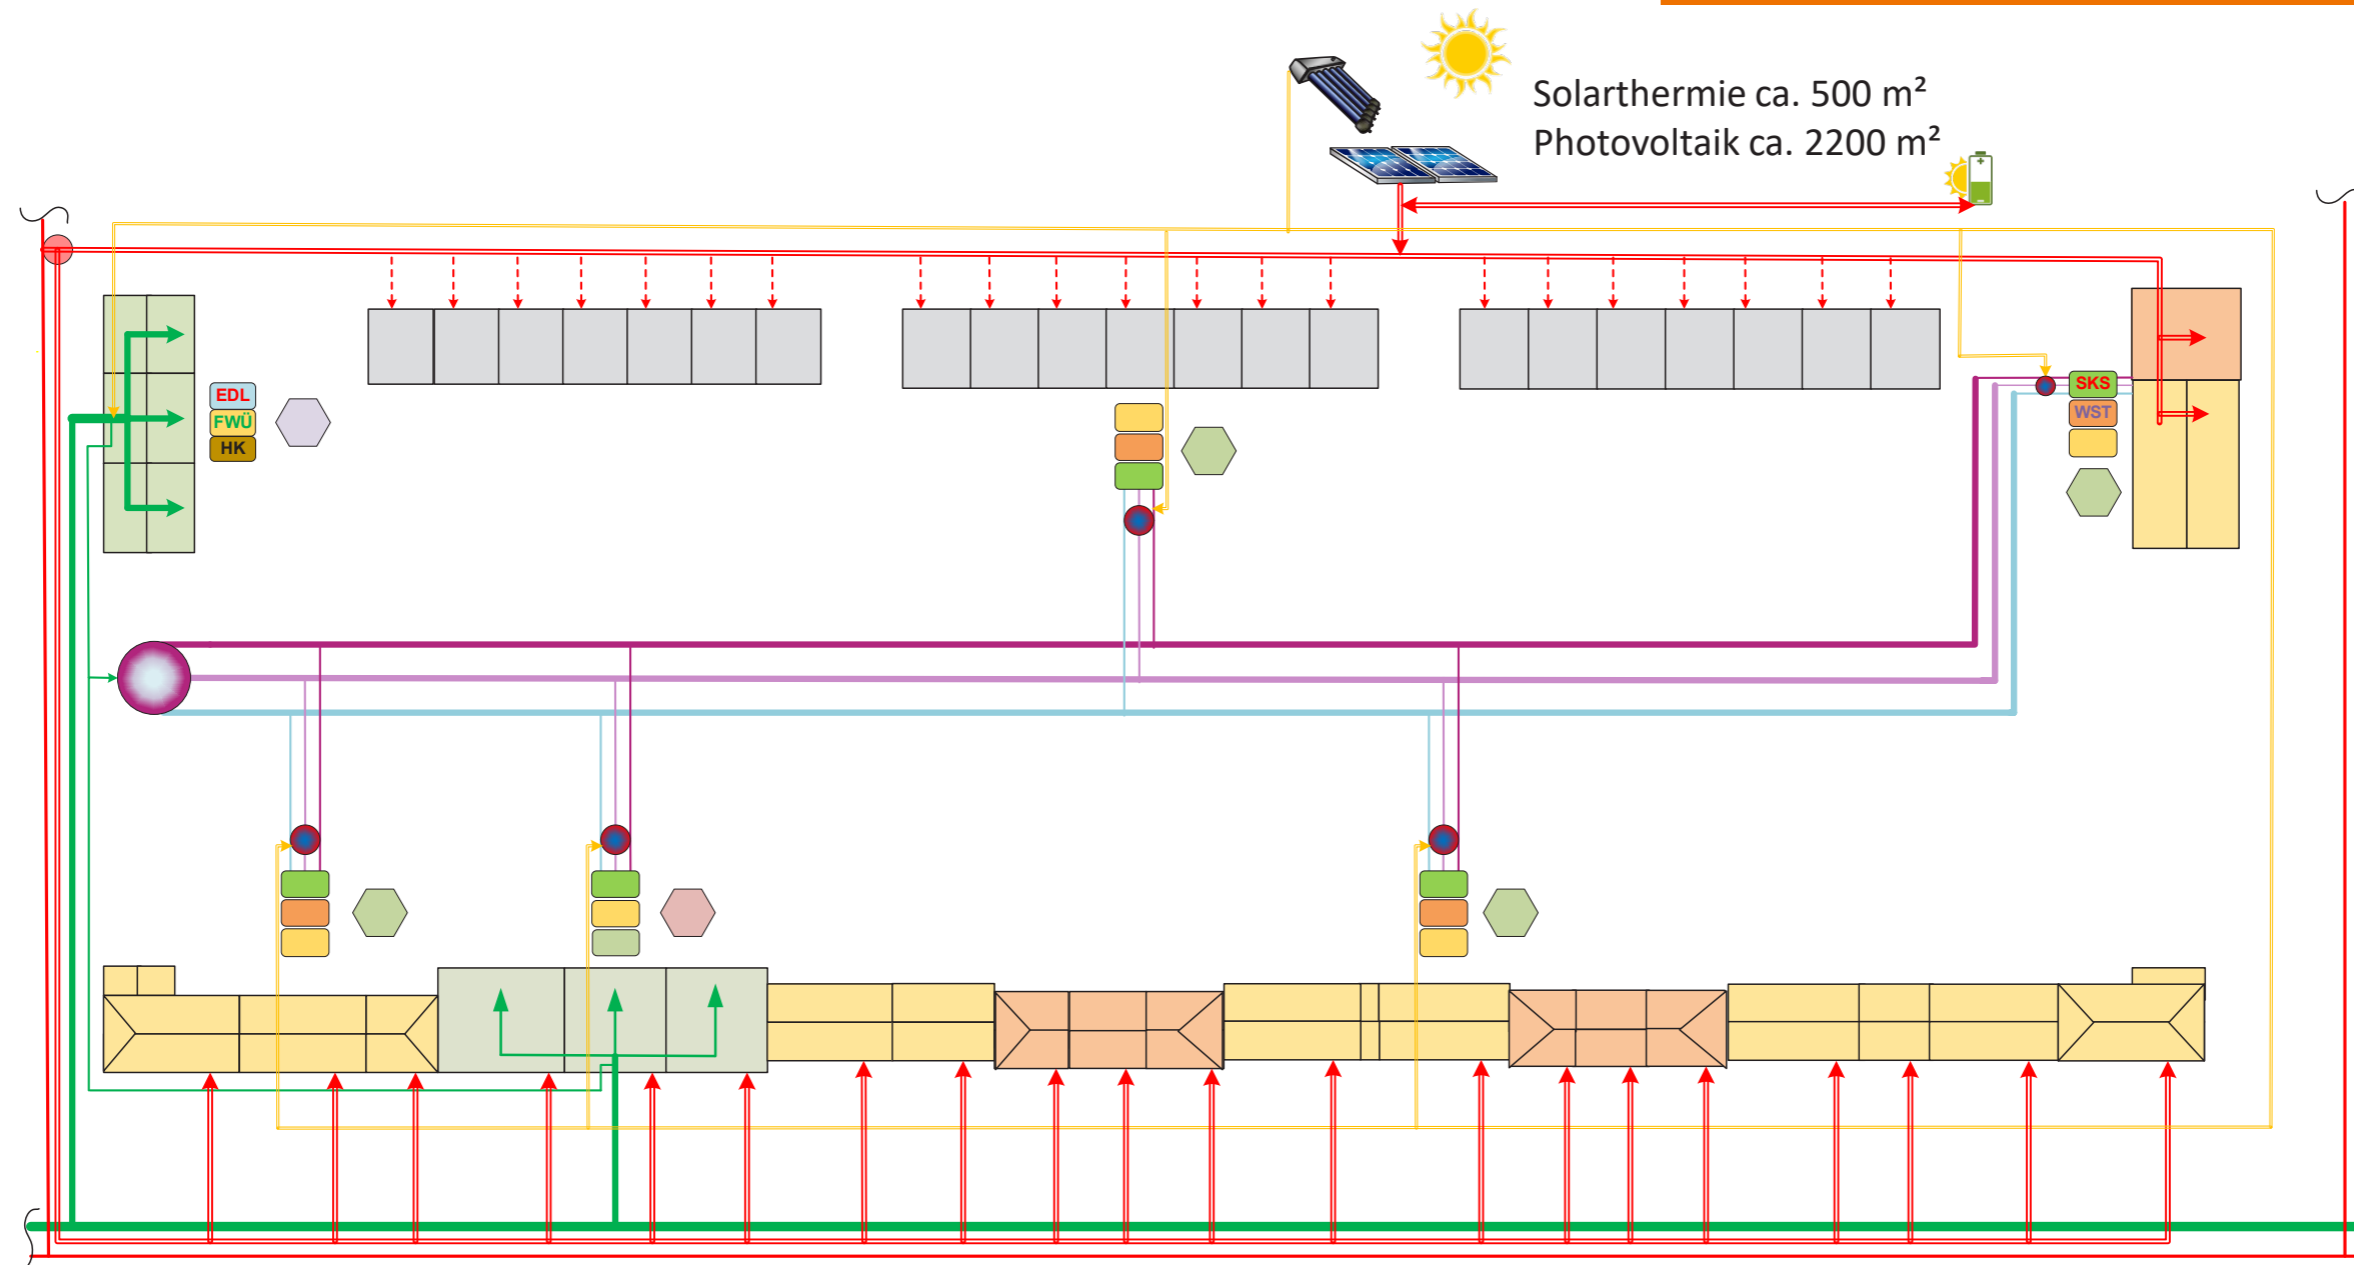 Solarthermie ca. 500 m²
Photovoltaik ca. 2200 m²
EDL
FWÜ
HK
SKS
WST